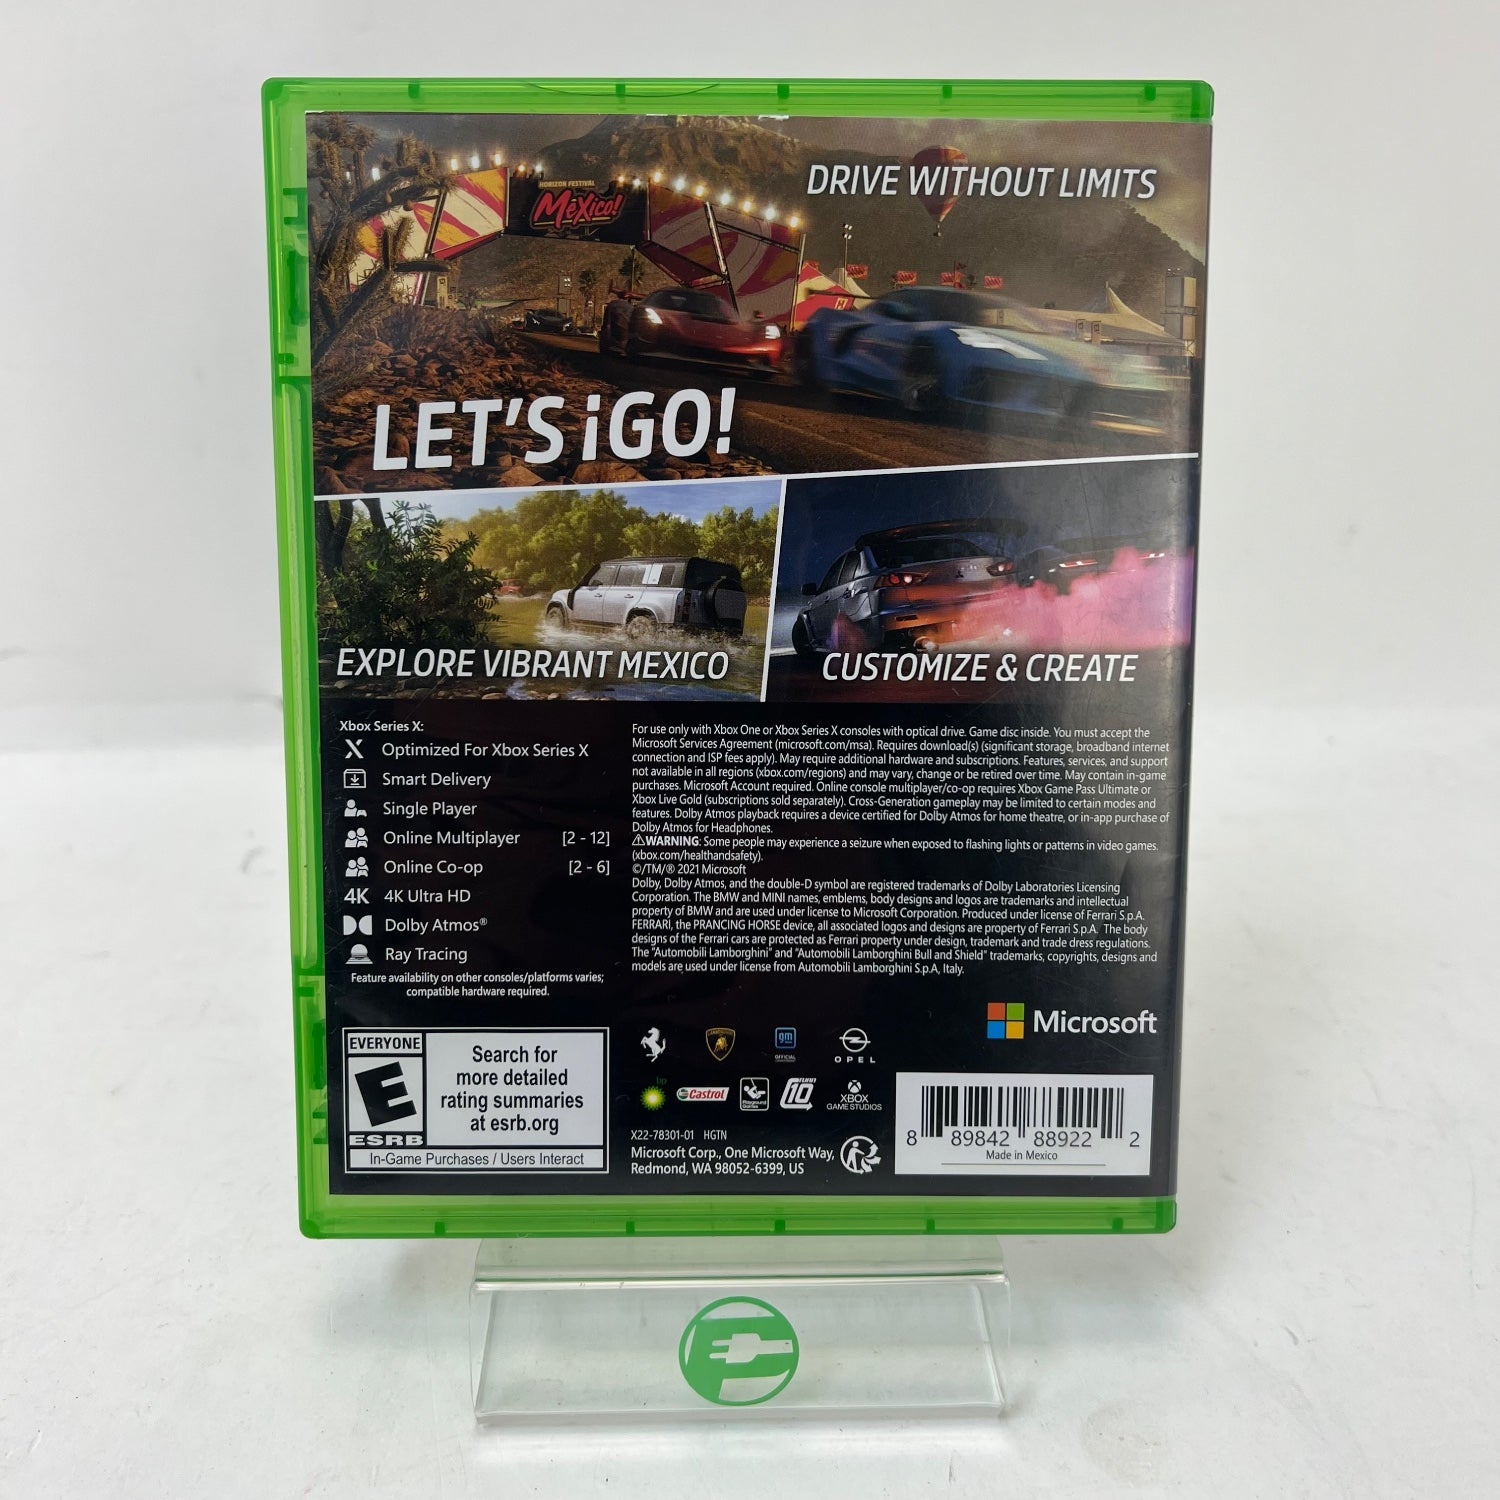 HORIZON FESTIVAL
MéXico!
DRIVE WITHOUT LIMITS
LET'S ¡GO!
EXPLORE VIBRANT MEXICO
CUSTOMIZE & CREATE
Xbox Series X:
X Optimized For Xbox Series X
Smart Delivery
Single Player
Online Multiplayer [2 - 12]
Online Co-op [2 - 6]
4K 4K Ultra HD
Dolby Atmos®
Ray Tracing
Feature availability on other consoles/platforms varies;
compatible hardware required.
For use only with Xbox One or Xbox Series X consoles with optical drive. Game disc inside. You must accept the
Microsoft Services Agreement (microsoft.com/msa). Requires download(s) (significant storage, broadband internet
connection and ISP fees apply). May require additional hardware and subscriptions. Features, services, and support
not available in all regions (xbox.com/regions) and may vary, change or be retired over time. May contain in-game
purchases. Microsoft Account required. Online console multiplayer/co-op requires Xbox Game Pass Ultimate or
Xbox Live Gold (subscriptions sold separately). Cross-Generation gameplay may be limited to certain modes and
features. Dolby Atmos playback requires a device certified for Dolby Atmos for home theatre, or in-app purchase of
Dolby Atmos for Headphones.
⚠WARNING: Some people may experience a seizure when exposed to flashing lights or patterns in video games.
(xbox.com/healthandsafety).
©/TM/® 2021 Microsoft
Dolby, Dolby Atmos, and the double-D symbol are registered trademarks of Dolby Laboratories Licensing
Corporation. The BMW and MINI names, emblems, body designs and logos are trademarks and intellectual
property of BMW and are used under license to Microsoft Corporation. Produced under license of Ferrari S.p.A.
FERRARI, the PRANCING HORSE device, all associated logos and designs are property of Ferrari S.p.A. The body
designs of the Ferrari cars are protected as Ferrari property under design, trademark and trade dress regulations.
The "Automobili Lamborghini" and "Automobili Lamborghini Bull and Shield" trademarks, copyrights, designs and
models are used under license from Automobili Lamborghini S.p.A, Italy.
Microsoft
EVERYONE
E
ESRB
Search for
more detailed
rating summaries
at esrb.org
In-Game Purchases / Users Interact
gm
OFFICIAL
OPEL
bp
Castrol
Playground
Games
TURN
10
XBOX
GAME STUDIOS
X22-78301-01 HGTN
Microsoft Corp., One Microsoft Way,
Redmond, WA 98052-6399, US
8 89842 88922 2
Made in Mexico